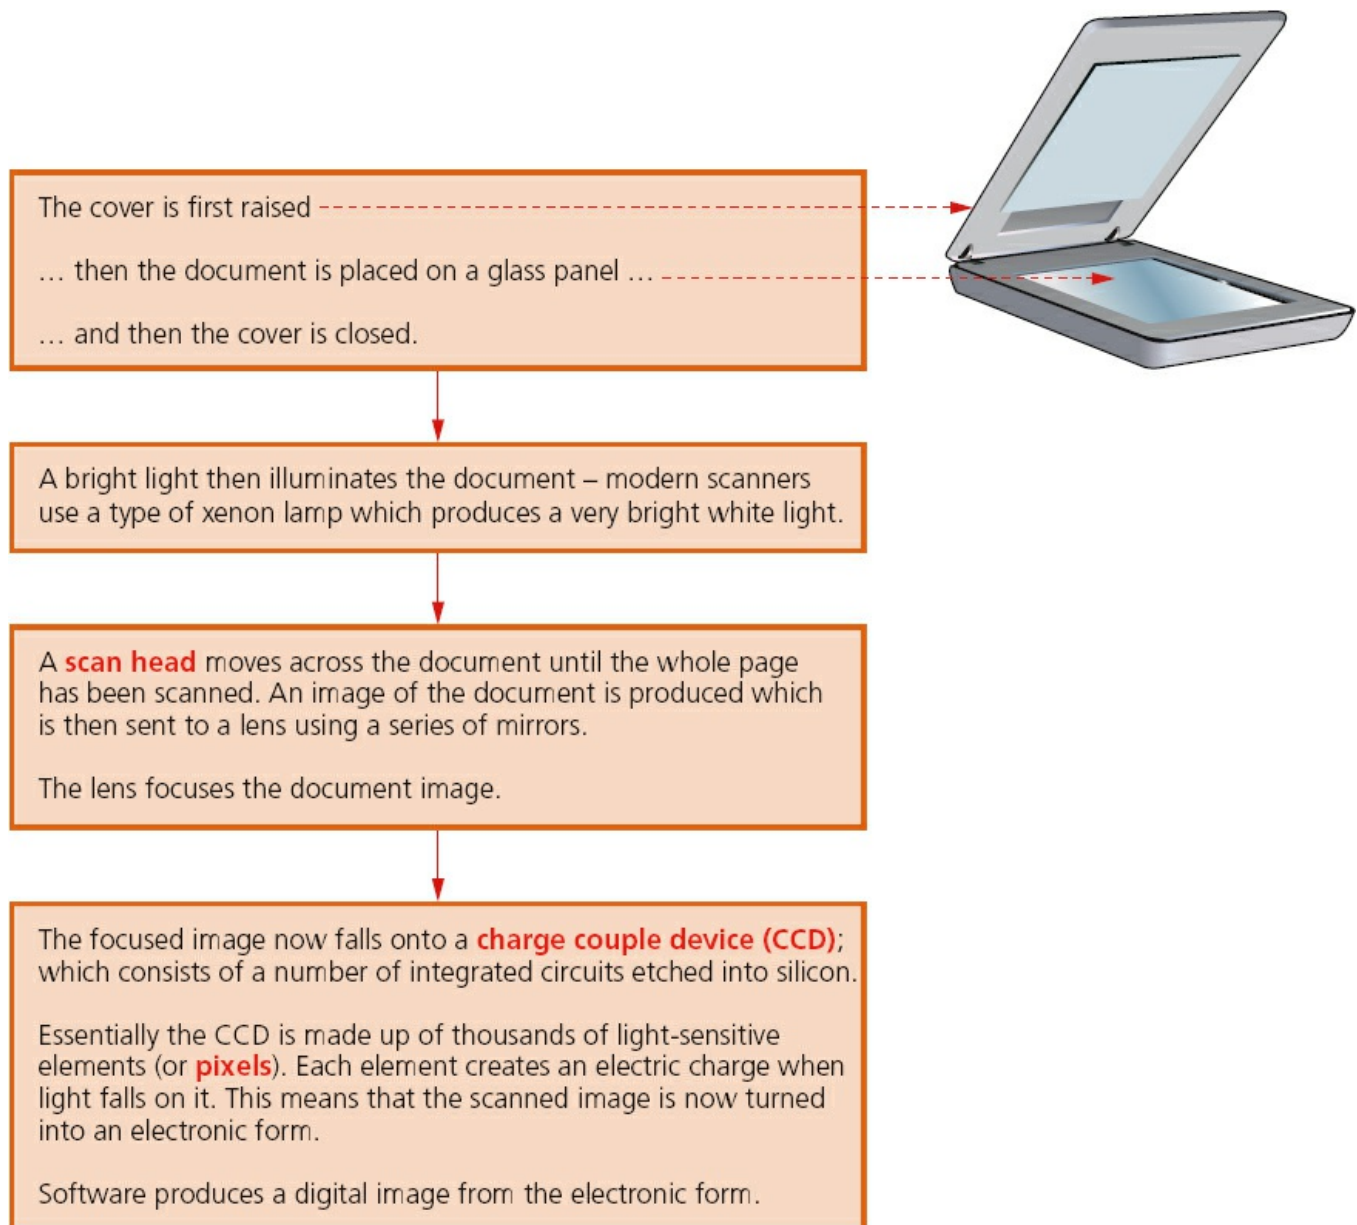 The cover is first raised
… then the document is placed on a glass panel …
… and then the cover is closed.
A bright light then illuminates the document – modern scanners
use a type of xenon lamp which produces a very bright white light.
A scan head moves across the document until the whole page
has been scanned. An image of the document is produced which
is then sent to a lens using a series of mirrors.
The lens focuses the document image.
The focused image now falls onto a charge couple device (CCD);
which consists of a number of integrated circuits etched into silicon.
Essentially the CCD is made up of thousands of light-sensitive
elements (or pixels). Each element creates an electric charge when
light falls on it. This means that the scanned image is now turned
into an electronic form.
Software produces a digital image from the electronic form.